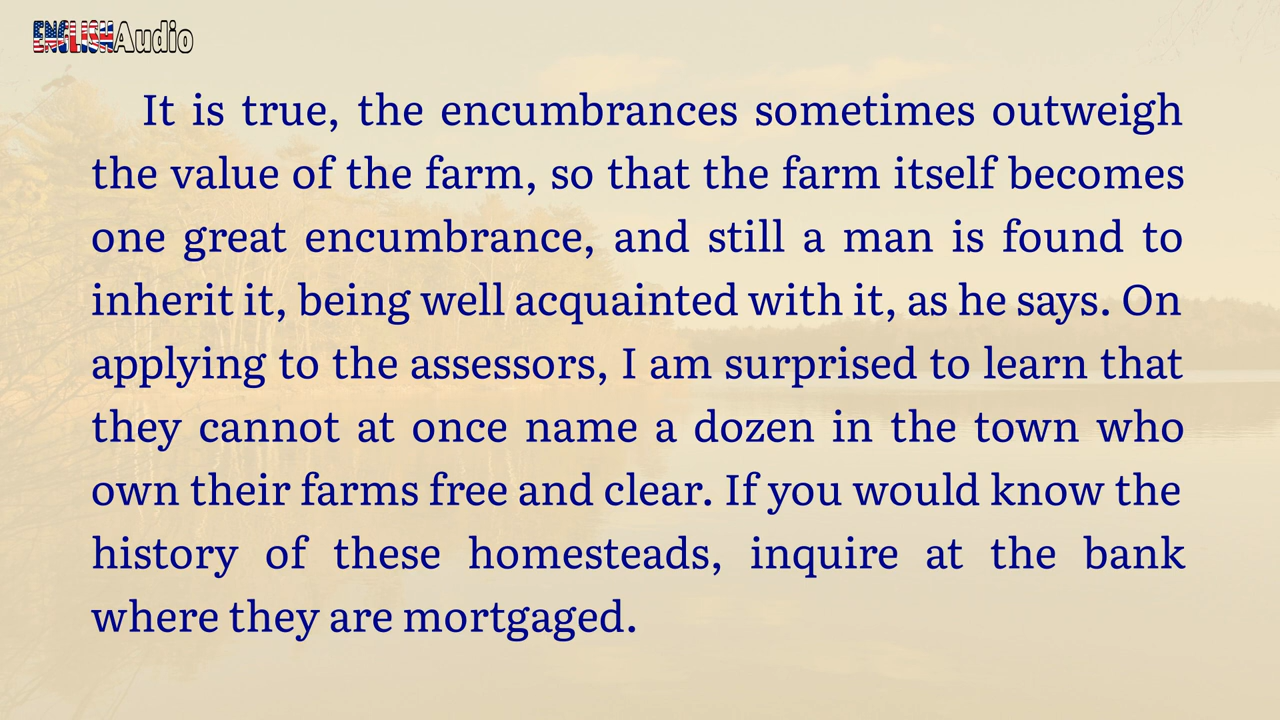 ENGLISHAudio
It is true, the encumbrances sometimes outweigh
the value of the farm, so that the farm itself becomes
one great encumbrance, and still a man is found to
inherit it, being well acquainted with it, as he says. On
applying to the assessors, I am surprised to learn that
they cannot at once name a dozen in the town who
own their farms free and clear. If you would know the
history of these homesteads, inquire at the bank
where they are mortgaged.